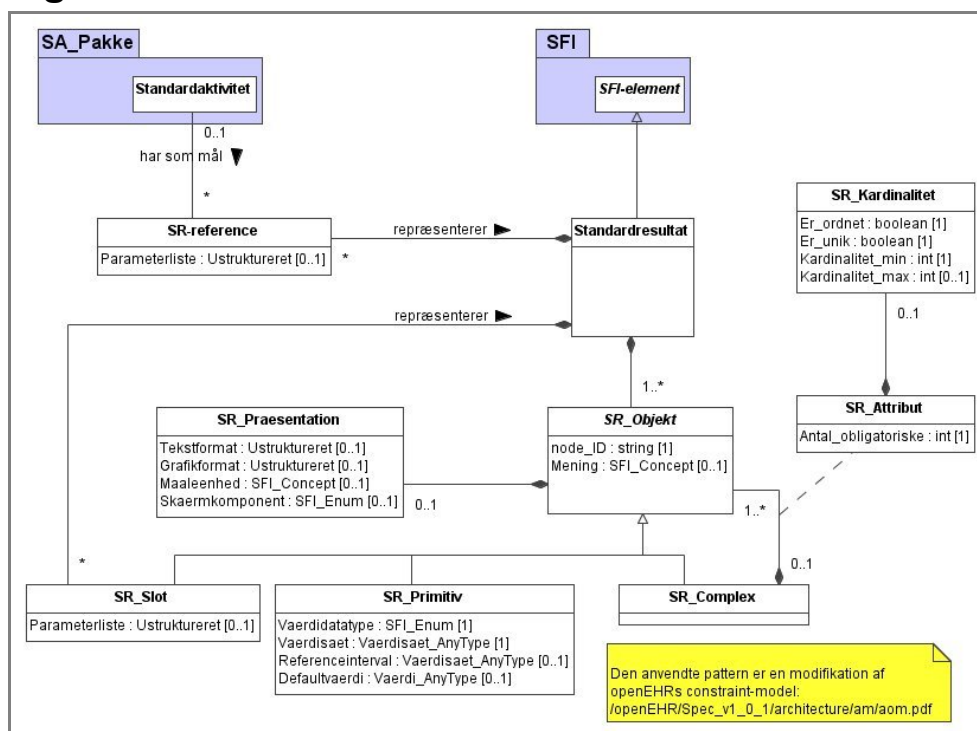 SA_Pakke
Standardaktivitet
SFI
SFI-element
0..1
har som mål
*
SR-reference
Parameterliste : Ustruktureret [0..1]
repræsenterer
*
Standardresultat
SR_Kardinalitet
Er_ordnet : boolean [1]
Er_unik : boolean [1]
Kardinalitet_min : int [1]
Kardinalitet_max : int [0..1]
0..1
repræsenterer
1..*
SR_Attribut
Antal_obligatoriske : int [1]
SR_Praesentation
Tekstformat : Ustruktureret [0..1]
Grafikformat : Ustruktureret [0..1]
Maaleenhed : SFI_Concept [0..1]
Skaermkomponent : SFI_Enum [0..1]
0..1
SR_Objekt
node_ID : string [1]
Mening : SFI_Concept [0..1]
1..*
0..1
*
SR_Slot
Parameterliste : Ustruktureret [0..1]
SR_Primitiv
Vaerdidatatype : SFI_Enum [1]
Vaerdisaet : Vaerdisaet_AnyType [1]
Referenceinterval : Vaerdisaet_AnyType [0..1]
Defaultvaerdi : Vaerdi_AnyType [0..1]
SR_Complex
Den anvendte pattern er en modifikation af
openEHRs constraint-model:
/openEHR/Spec_v1_0_1/architecture/am/aom.pdf